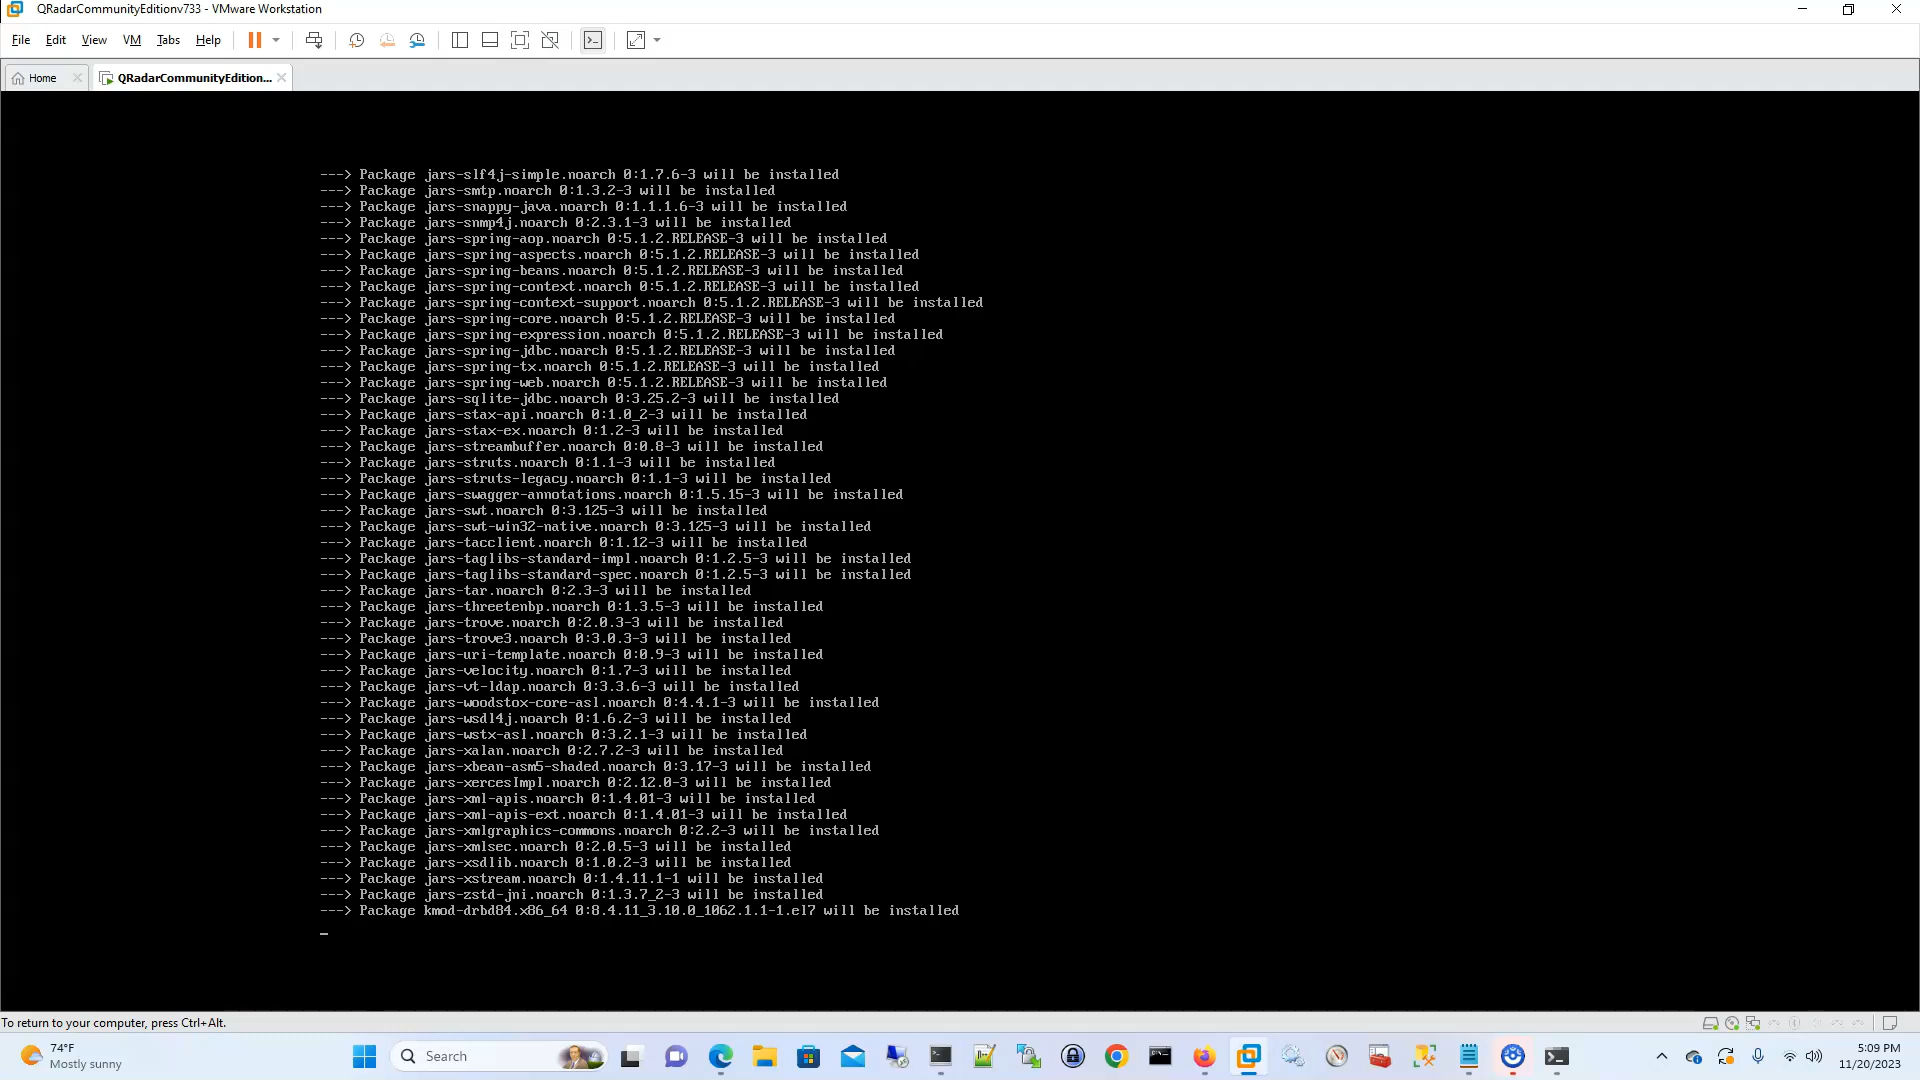 QRadarCommunityEditionv733 - VMware Workstation
File Edit View VM Tabs Help
Home
QRadarCommunityEdition...
---> Package jars-slf4j-simple.noarch 0:1.7.6-3 will be installed
---> Package jars-smtp.noarch 0:1.3.2-3 will be installed
---> Package jars-snappy-java.noarch 0:1.1.1.6-3 will be installed
---> Package jars-snmp4j.noarch 0:2.3.1-3 will be installed
---> Package jars-spring-aop.noarch 0:5.1.2.RELEASE-3 will be installed
---> Package jars-spring-aspects.noarch 0:5.1.2.RELEASE-3 will be installed
---> Package jars-spring-beans.noarch 0:5.1.2.RELEASE-3 will be installed
---> Package jars-spring-context.noarch 0:5.1.2.RELEASE-3 will be installed
---> Package jars-spring-context-support.noarch 0:5.1.2.RELEASE-3 will be installed
---> Package jars-spring-core.noarch 0:5.1.2.RELEASE-3 will be installed
---> Package jars-spring-expression.noarch 0:5.1.2.RELEASE-3 will be installed
---> Package jars-spring-jdbc.noarch 0:5.1.2.RELEASE-3 will be installed
---> Package jars-spring-tx.noarch 0:5.1.2.RELEASE-3 will be installed
---> Package jars-spring-web.noarch 0:5.1.2.RELEASE-3 will be installed
---> Package jars-sqlite-jdbc.noarch 0:3.25.2-3 will be installed
---> Package jars-stax-api.noarch 0:1.0_2-3 will be installed
---> Package jars-stax-ex.noarch 0:1.2-3 will be installed
---> Package jars-streambuffer.noarch 0:0.8-3 will be installed
---> Package jars-struts.noarch 0:1.1-3 will be installed
---> Package jars-struts-legacy.noarch 0:1.1-3 will be installed
---> Package jars-swagger-annotations.noarch 0:1.5.15-3 will be installed
---> Package jars-swt.noarch 0:3.125-3 will be installed
---> Package jars-swt-win32-native.noarch 0:3.125-3 will be installed
---> Package jars-tacclient.noarch 0:1.12-3 will be installed
---> Package jars-taglibs-standard-impl.noarch 0:1.2.5-3 will be installed
---> Package jars-taglibs-standard-spec.noarch 0:1.2.5-3 will be installed
---> Package jars-tar.noarch 0:2.3-3 will be installed
---> Package jars-threetenbp.noarch 0:1.3.5-3 will be installed
---> Package jars-trove.noarch 0:2.0.3-3 will be installed
---> Package jars-trove3.noarch 0:3.0.3-3 will be installed
---> Package jars-uri-template.noarch 0:0.9-3 will be installed
---> Package jars-velocity.noarch 0:1.7-3 will be installed
---> Package jars-vt-ldap.noarch 0:3.3.6-3 will be installed
---> Package jars-woodstox-core-asl.noarch 0:4.4.1-3 will be installed
---> Package jars-wsdl4j.noarch 0:1.6.2-3 will be installed
---> Package jars-wstx-asl.noarch 0:3.2.1-3 will be installed
---> Package jars-xalan.noarch 0:2.7.2-3 will be installed
---> Package jars-xbean-asm5-shaded.noarch 0:3.17-3 will be installed
---> Package jars-xercesImpl.noarch 0:2.12.0-3 will be installed
---> Package jars-xml-apis.noarch 0:1.4.01-3 will be installed
---> Package jars-xml-apis-ext.noarch 0:1.4.01-3 will be installed
---> Package jars-xmlgraphics-commons.noarch 0:2.2-3 will be installed
---> Package jars-xmlsec.noarch 0:2.0.5-3 will be installed
---> Package jars-xsdlib.noarch 0:1.0.2-3 will be installed
---> Package jars-xstream.noarch 0:1.4.11.1-1 will be installed
---> Package jars-zstd-jni.noarch 0:1.3.7_2-3 will be installed
---> Package kmod-drbd84.x86_64 0:8.4.11_3.10.0_1062.1.1-1.el7 will be installed
_
To return to your computer, press Ctrl+Alt.
74°F
Mostly sunny
Search
5:09 PM
11/20/2023